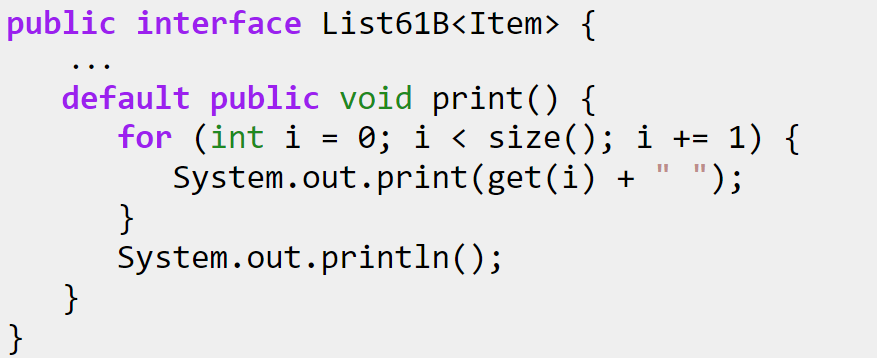 public interface List61B<Item> {
   ...
   default public void print() {
      for (int i = 0; i < size(); i += 1) {
         System.out.print(get(i) + " ");
      }
      System.out.println();
   }
}